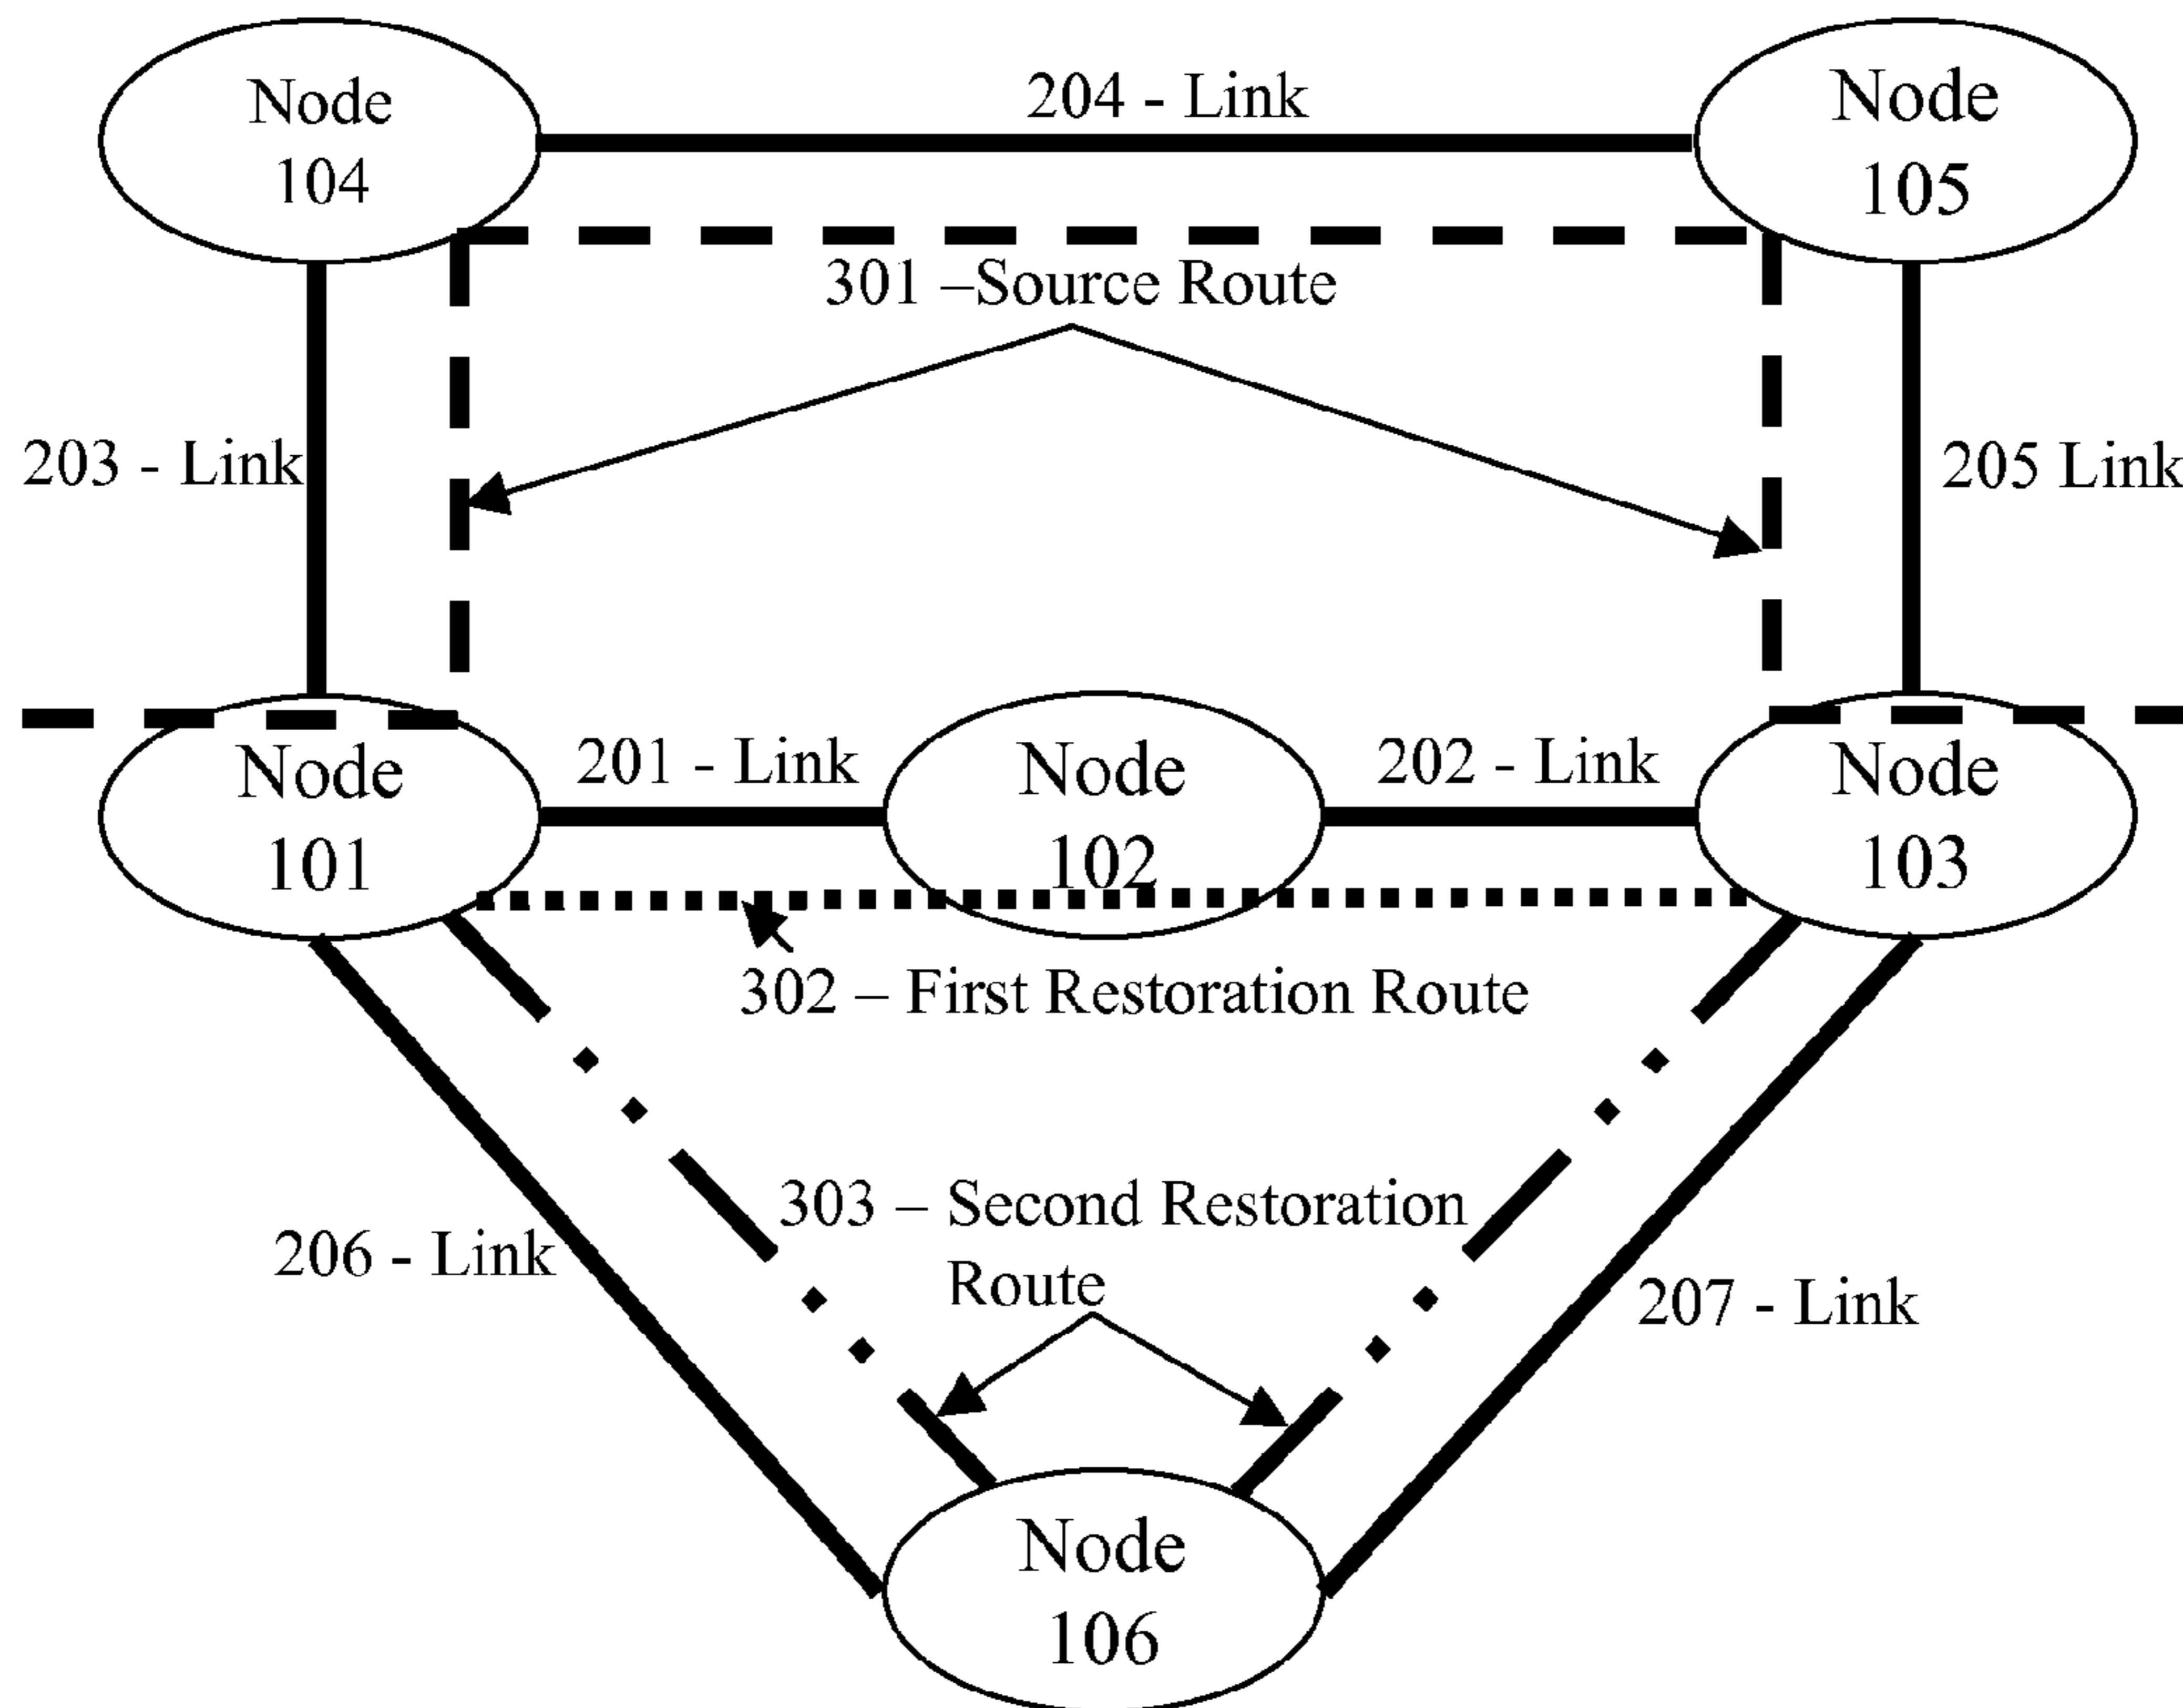 Node
104
204 - Link
Node
105
301 –Source Route
203 - Link
205 Link
Node
101
201 - Link
Node
102
202 - Link
Node
103
302 – First Restoration Route
303 – Second Restoration
Route
206 - Link
207 - Link
Node
106